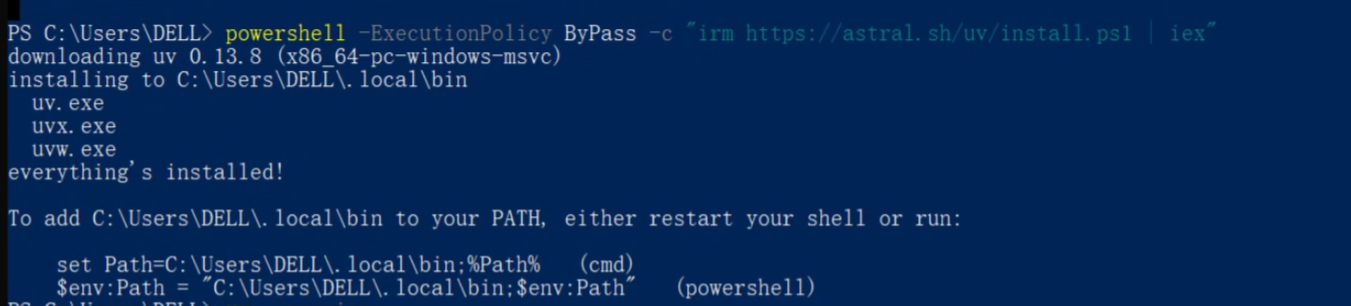 PS C:\Users\DELL> powershell -ExecutionPolicy ByPass -c "irm https://astral.sh/uv/install.ps1 | iex"
downloading uv 0.13.8 (x86_64-pc-windows-msvc)
installing to C:\Users\DELL\.local\bin
  uv.exe
  uvx.exe
  uvw.exe
everything's installed!

To add C:\Users\DELL\.local\bin to your PATH, either restart your shell or run:

    set Path=C:\Users\DELL\.local\bin;%Path%   (cmd)
    $env:Path = "C:\Users\DELL\.local\bin;$env:Path"   (powershell)